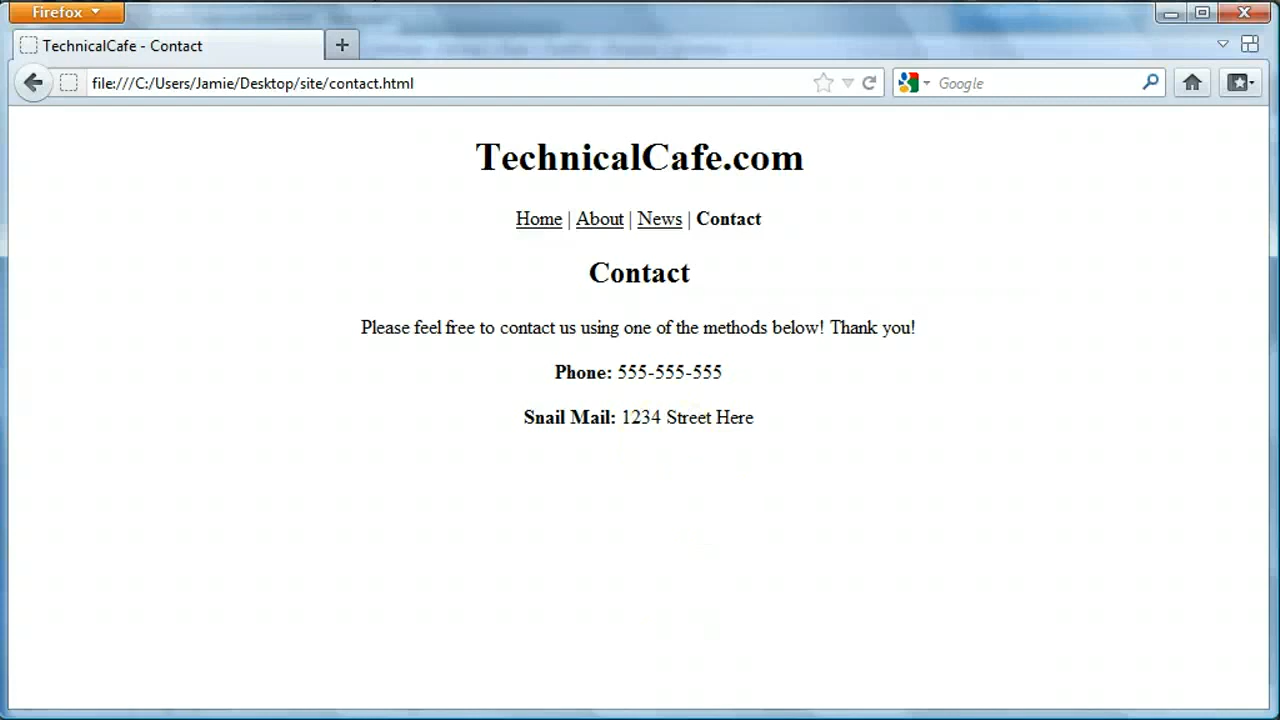 Firefox
TechnicalCafe - Contact
file:///C:/Users/Jamie/Desktop/site/contact.html
Google
TechnicalCafe.com
Home | About | News | Contact
Contact
Please feel free to contact us using one of the methods below! Thank you!
Phone: 555-555-555
Snail Mail: 1234 Street Here